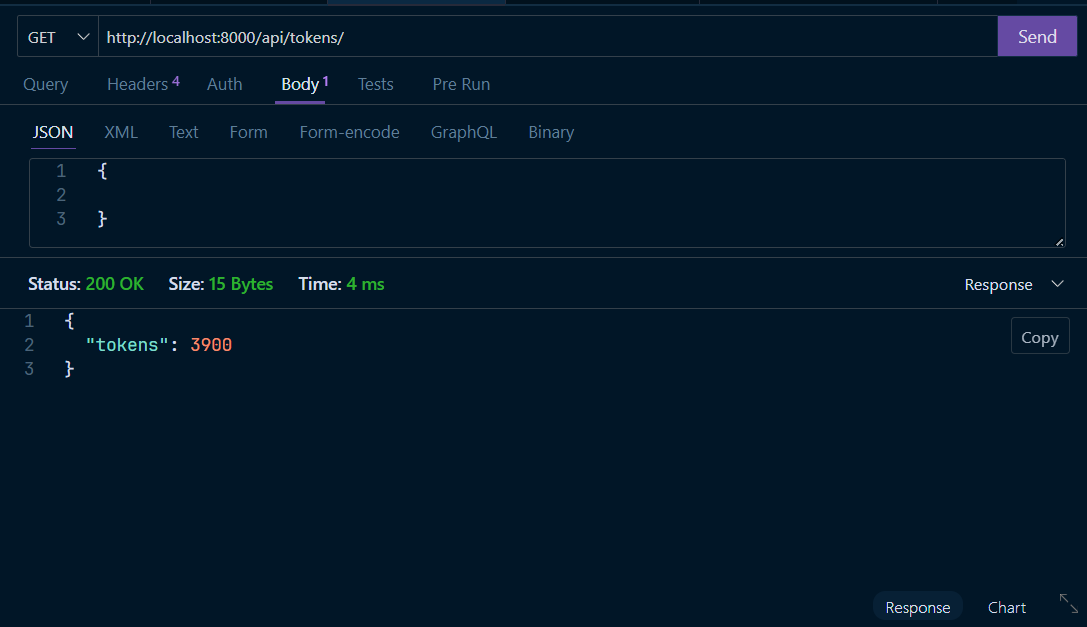 GET http://localhost:8000/api/tokens/ Send
Query Headers 4 Auth Body 1 Tests Pre Run
JSON XML Text Form Form-encode GraphQL Binary
1 {
2
3 }
Status: 200 OK Size: 15 Bytes Time: 4 ms Response
1 {
2 "tokens": 3900
3 }
Copy
Response Chart